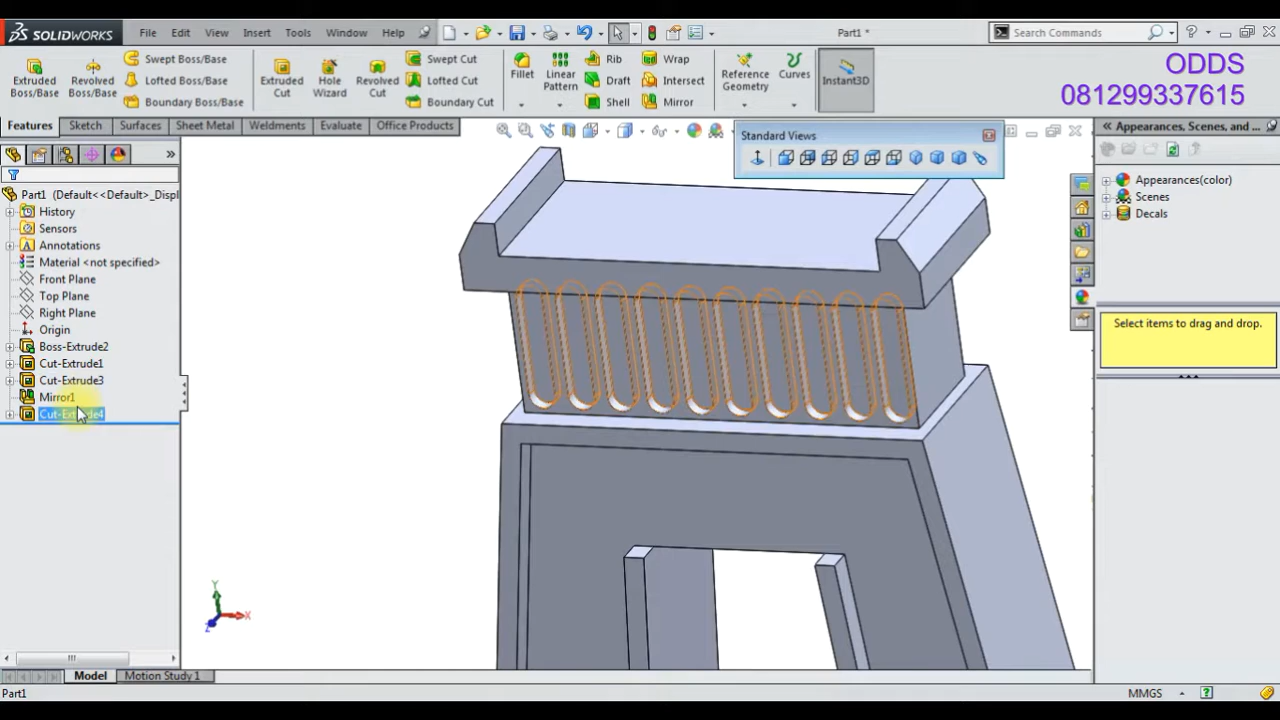 SOLIDWORKS File Edit View Insert Tools Window Help Part1 * Search Commands
ODDS
081299337615
Extruded Boss/Base
Revolved Boss/Base
Swept Boss/Base
Lofted Boss/Base
Boundary Boss/Base
Extruded Cut
Hole Wizard
Revolved Cut
Swept Cut
Lofted Cut
Boundary Cut
Fillet
Linear Pattern
Rib
Draft
Shell
Wrap
Intersect
Mirror
Reference Geometry
Curves
Instant3D
Features Sketch Surfaces Sheet Metal Weldments Evaluate Office Products
Standard Views
Appearances, Scenes, and ...
Part1 (Default<<Default>_Displ
History
Sensors
Annotations
Material <not specified>
Front Plane
Top Plane
Right Plane
Origin
Boss-Extrude2
Cut-Extrude1
Cut-Extrude3
Mirror1
Cut-Extrude4
Appearances(color)
Scenes
Decals
Select items to drag and drop.
Y
X
Z
Model Motion Study 1
Part1 MMGS